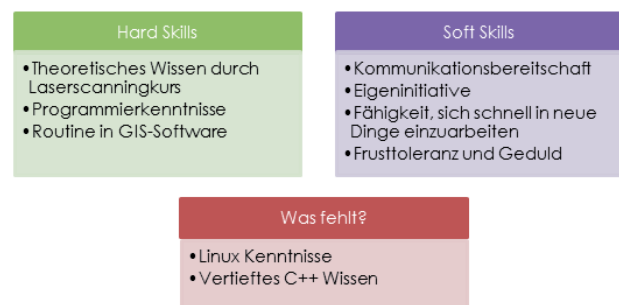 Hard Skills
•Theoretisches Wissen durch
Laserscanningkurs
•Programmierkenntnisse
•Routine in GIS-Software
Soft Skills
•Kommunikationsbereitschaft
•Eigeninitiative
•Fähigkeit, sich schnell in neue
Dinge einzuarbeiten
•Frusttoleranz und Geduld
Was fehlt?
•Linux Kenntnisse
•Vertieftes C++ Wissen